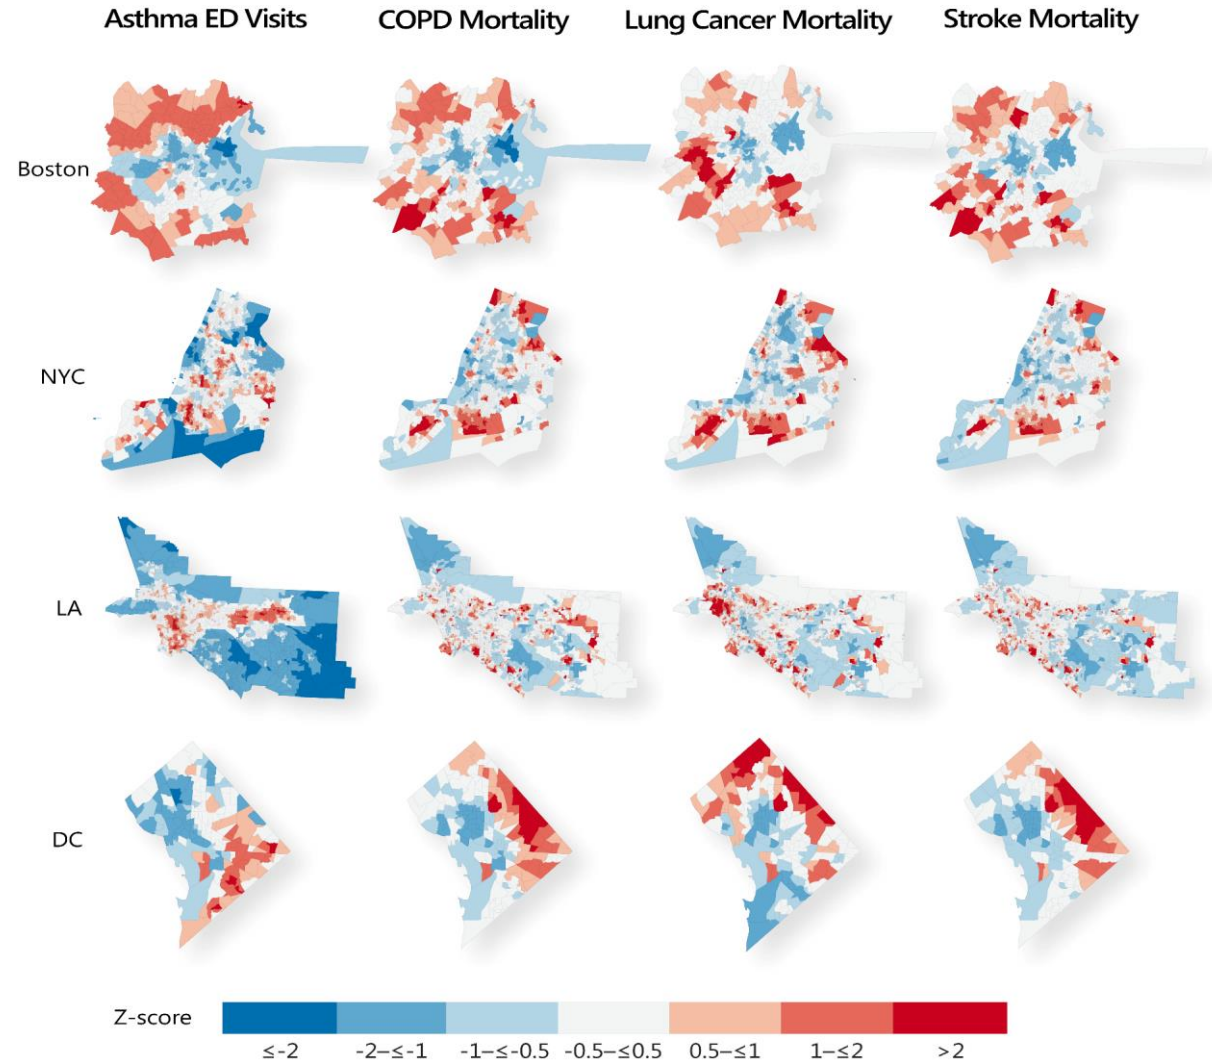 Asthma ED Visits COPD Mortality Lung Cancer Mortality Stroke Mortality
Boston
NYC
LA
DC
Z-score
≤-2 -2–≤-1 -1–≤-0.5 -0.5–≤0.5 0.5–≤1 1–≤2 >2